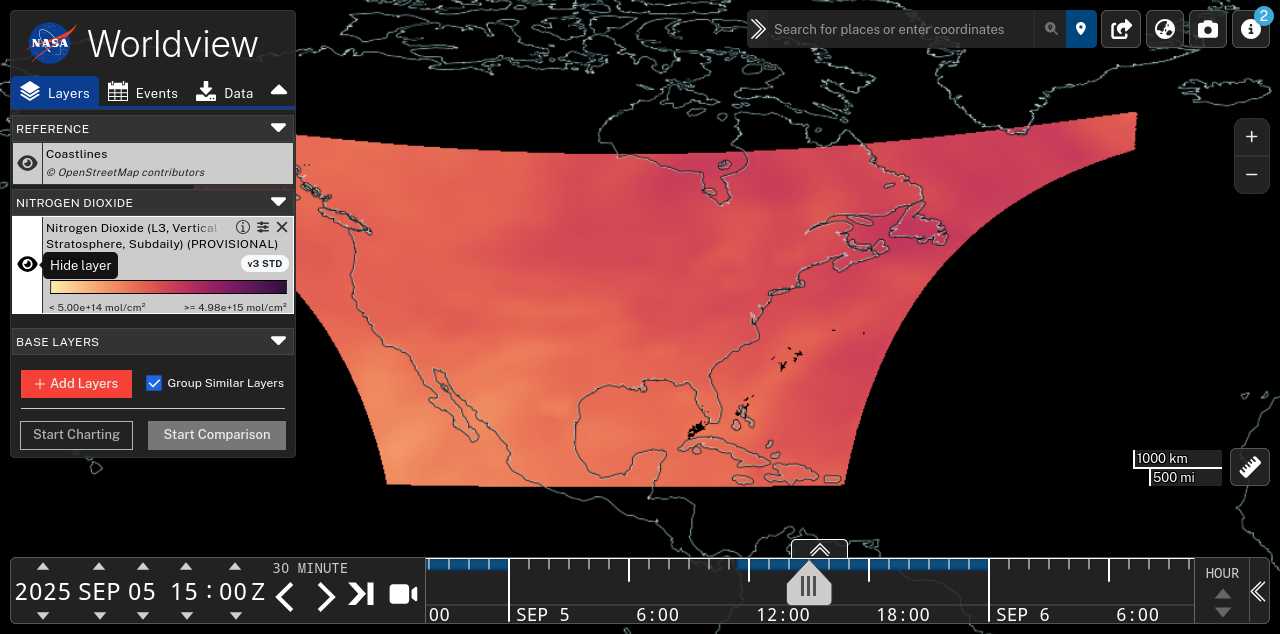 NASA Worldview
Search for places or enter coordinates
2
Layers Events Data
REFERENCE
Coastlines
© OpenStreetMap contributors
NITROGEN DIOXIDE
Nitrogen Dioxide (L3, Vertical
Stratosphere, Subdaily) (PROVISIONAL)
Hide layer
v3 STD
< 5.00e+14 mol/cm² >= 4.98e+15 mol/cm²
BASE LAYERS
+ Add Layers Group Similar Layers
Start Charting Start Comparison
+
−
1000 km
500 mi
2025 SEP 05 15:00Z
30 MINUTE
00 SEP 5 6:00 12:00 18:00 SEP 6 6:00
HOUR